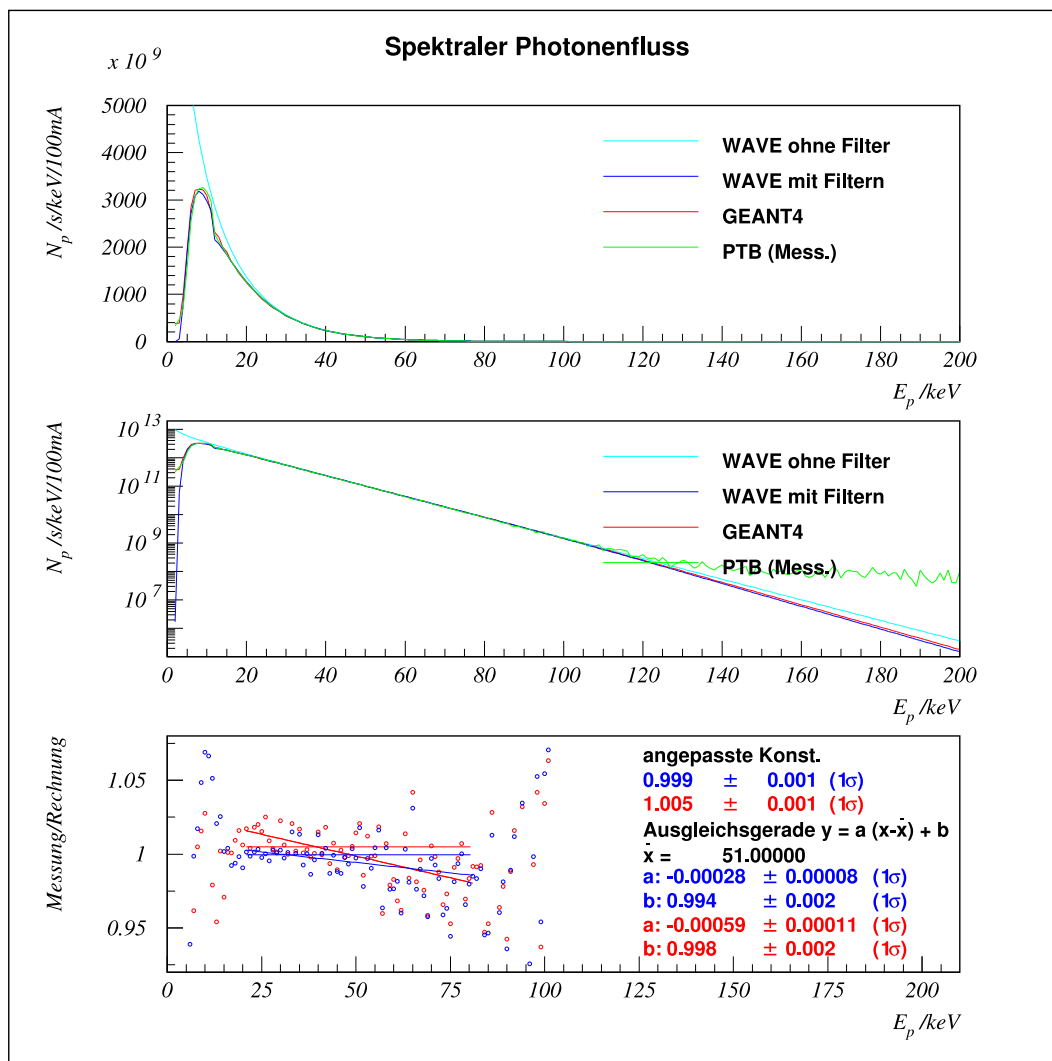 Spektraler Photonenfluss
x 10^9
N_p /s/keV/100mA
5000
4000
3000
2000
1000
0
WAVE ohne Filter
WAVE mit Filtern
GEANT4
PTB (Mess.)
0 20 40 60 80 100 120 140 160 180 200
E_p /keV
N_p /s/keV/100mA
10^13
10^11
10^9
10^7
WAVE ohne Filter
WAVE mit Filtern
GEANT4
PTB (Mess.)
0 20 40 60 80 100 120 140 160 180 200
E_p /keV
Messung/Rechnung
1.05
1
0.95
angepasste Konst.
0.999 ± 0.001 (1σ)
1.005 ± 0.001 (1σ)
Ausgleichsgerade y = a (x-x̄) + b
x̄ = 51.00000
a: -0.00028 ± 0.00008 (1σ)
b: 0.994 ± 0.002 (1σ)
a: -0.00059 ± 0.00011 (1σ)
b: 0.998 ± 0.002 (1σ)
0 25 50 75 100 125 150 175 200
E_p /keV